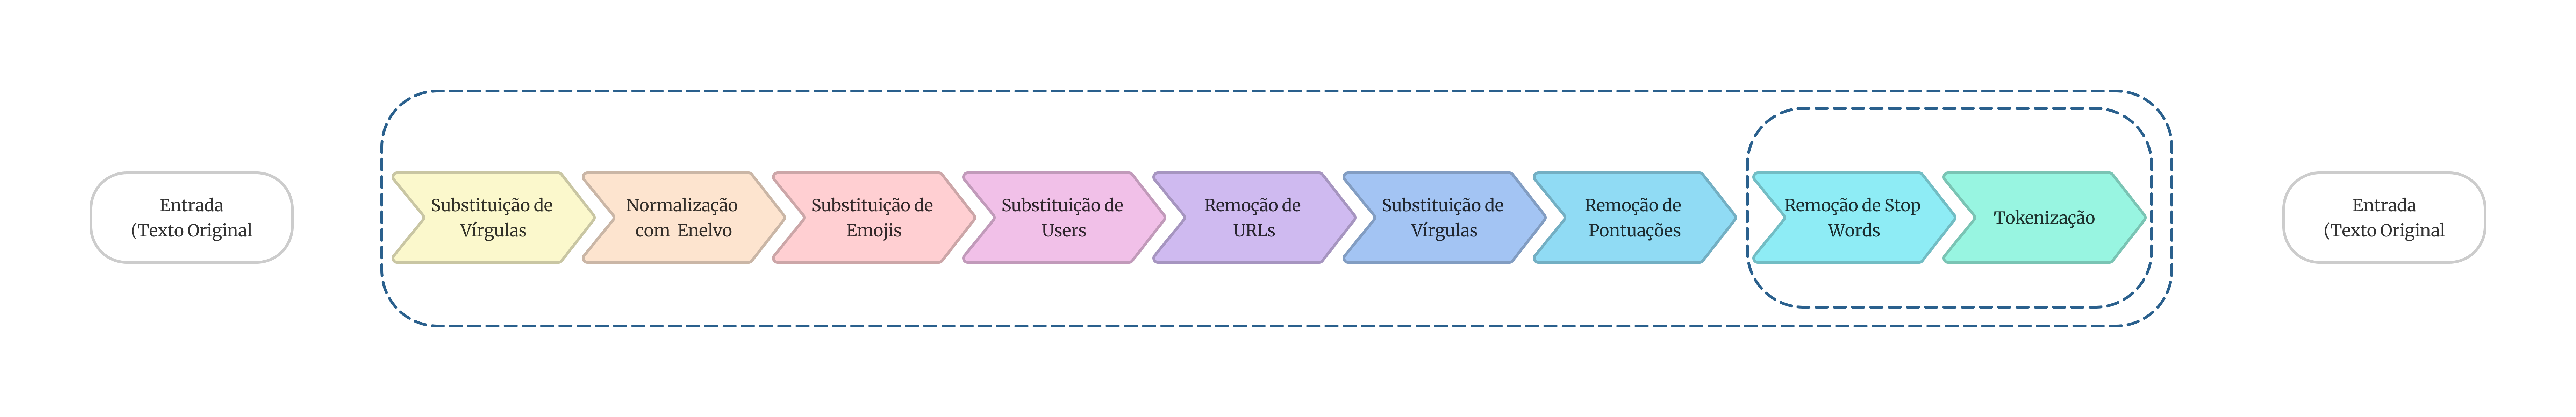 Entrada
(Texto Original
Substituição de
Vírgulas
Normalização
com Enelvo
Substituição de
Emojis
Substituição de
Users
Remoção de
URLs
Substituição de
Vírgulas
Remoção de
Pontuações
Remoção de Stop
Words
Tokenização
Entrada
(Texto Original